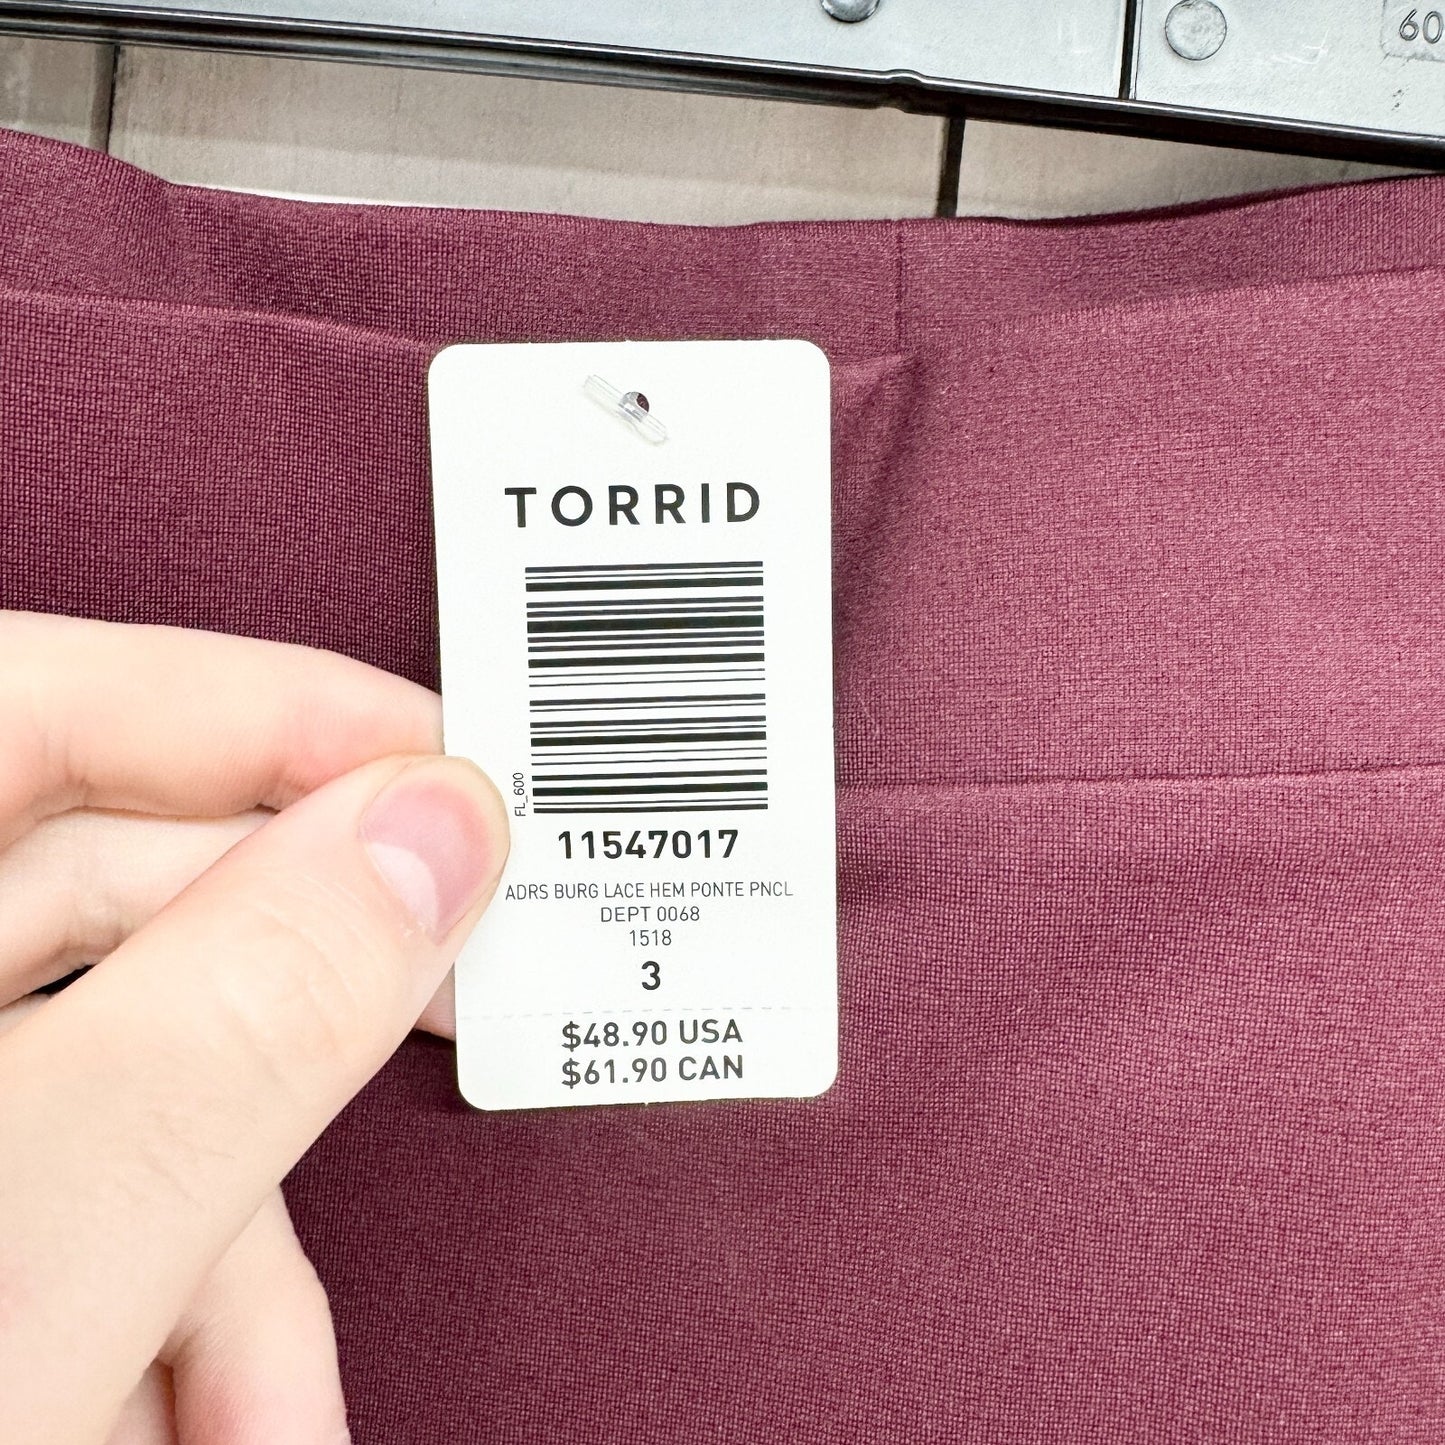 60
TORRID
FL_600
11547017
ADRS BURG LACE HEM PONTE PNCL
DEPT 0068
1518
3
$48.90 USA
$61.90 CAN